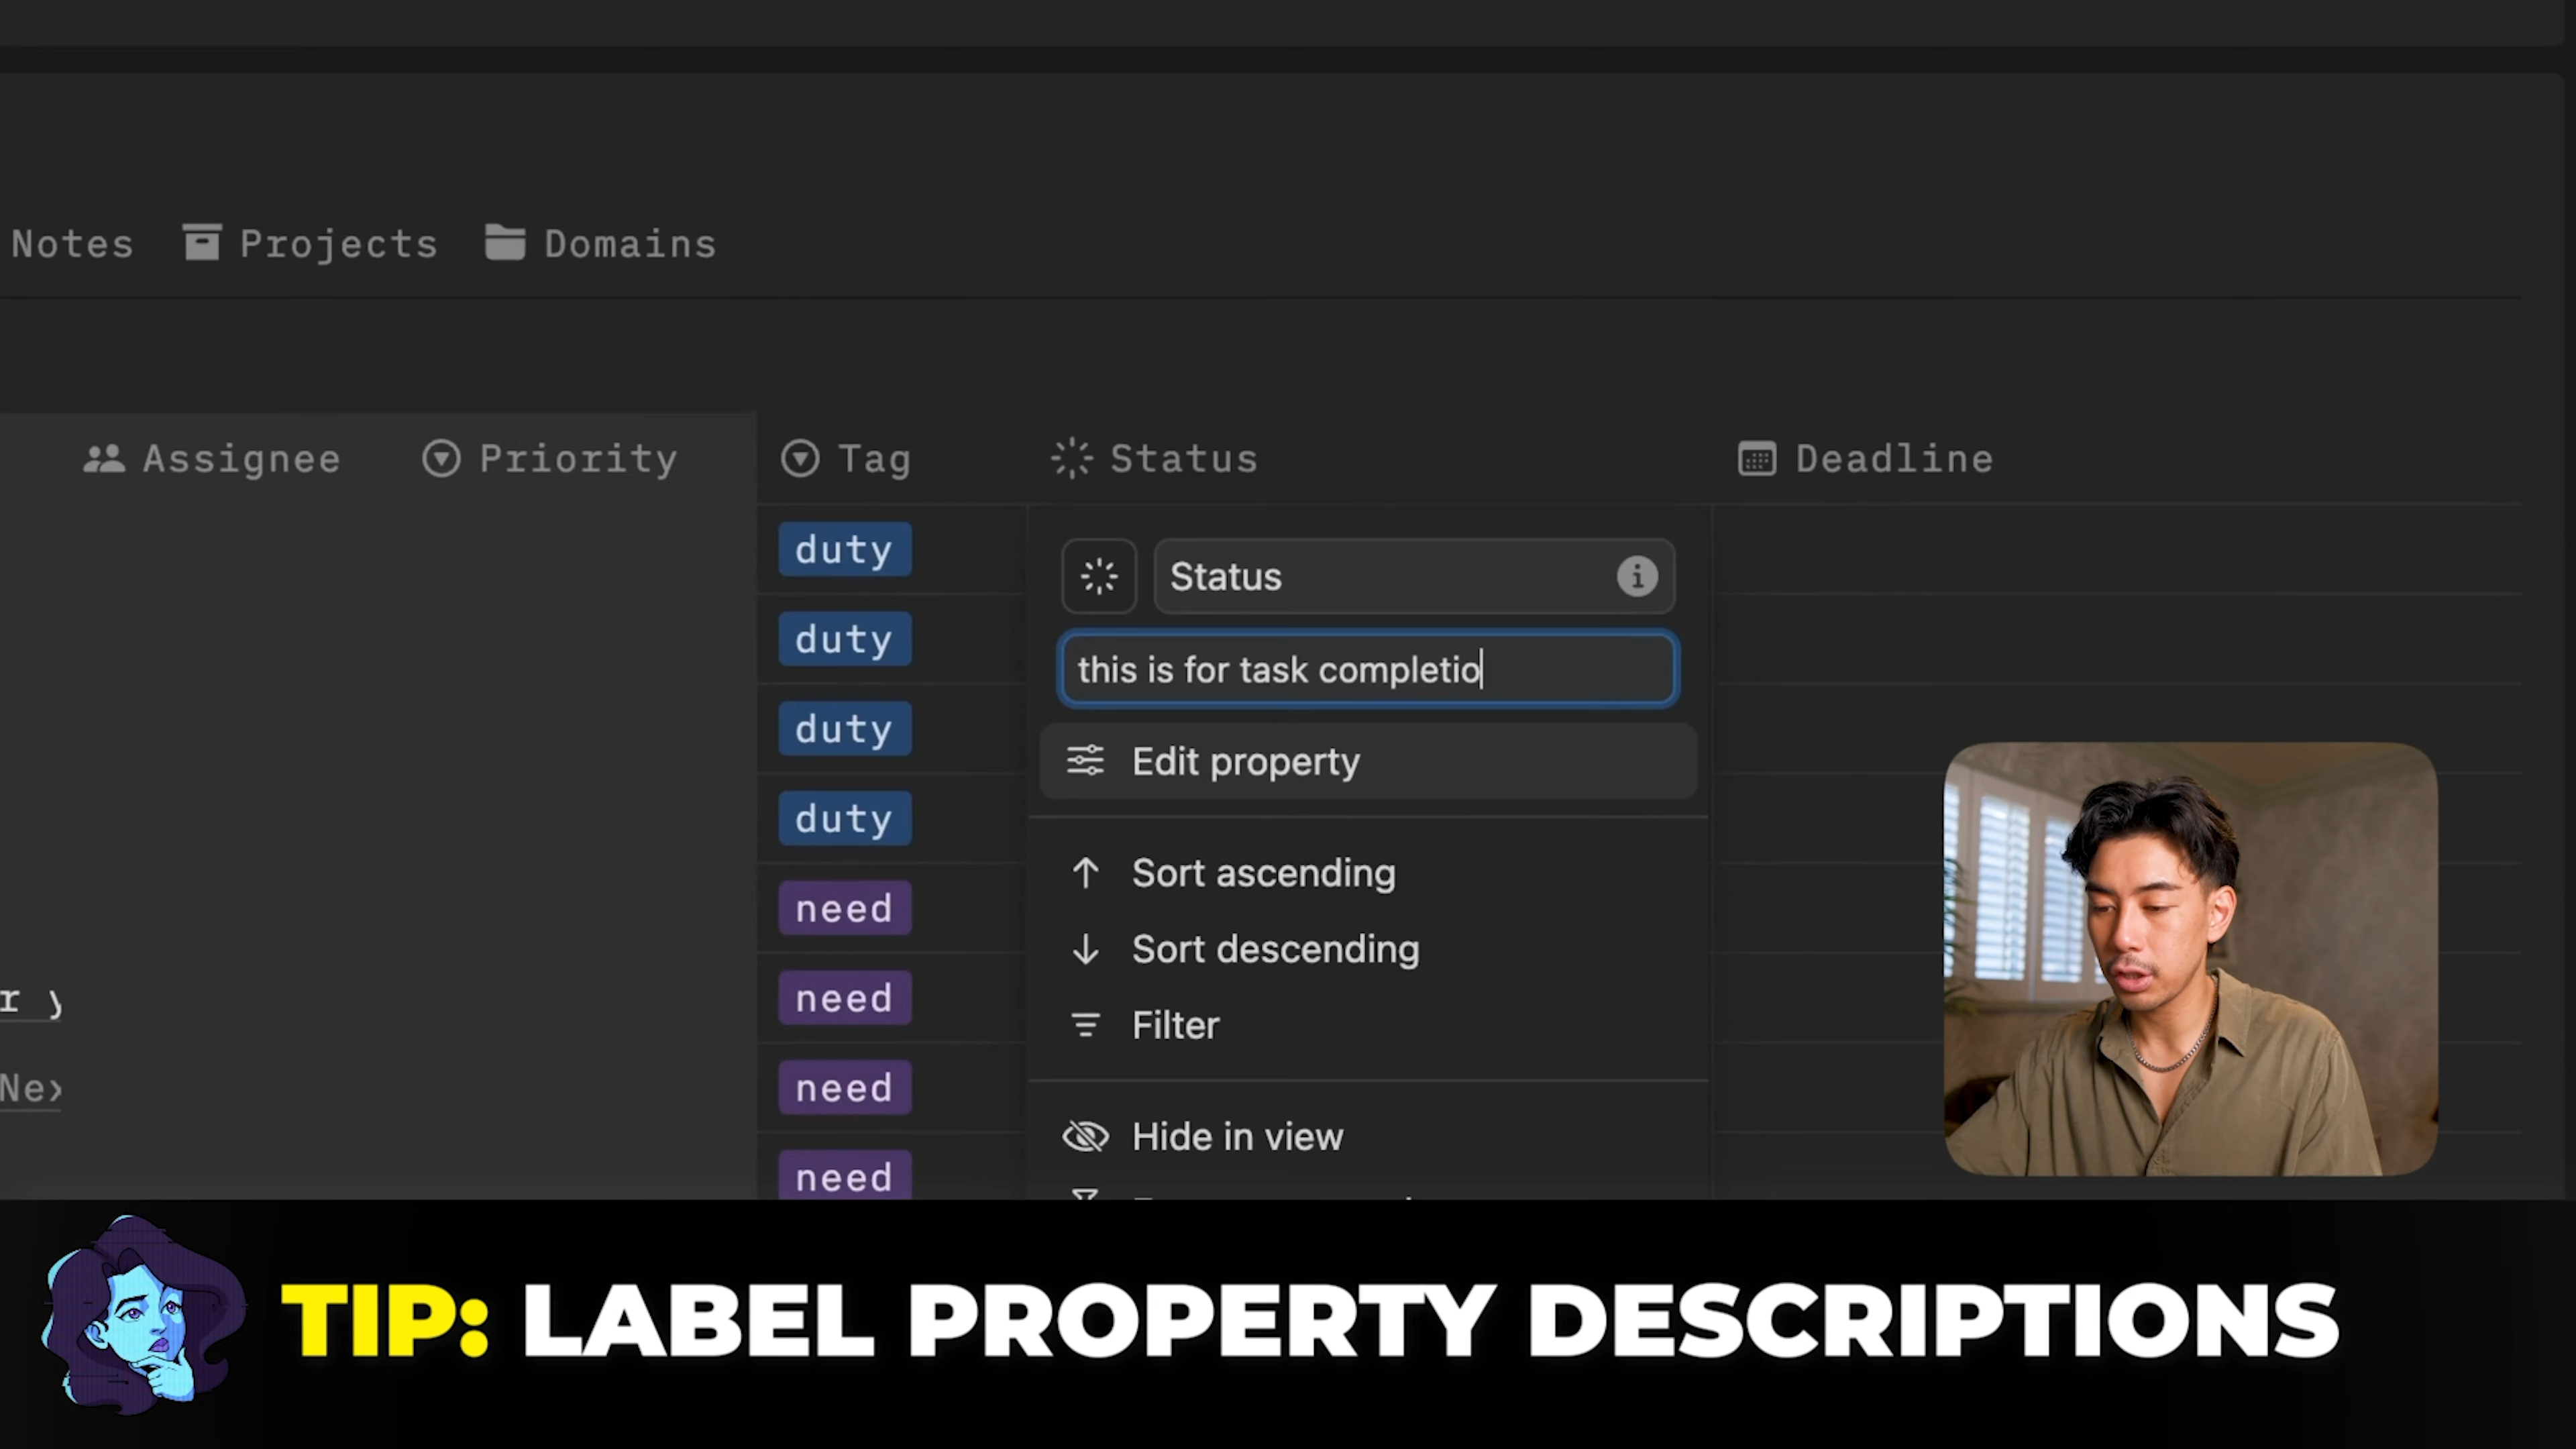 Notes Projects Domains
Assignee Priority Tag Status Deadline
duty
Status
duty
this is for task completio
duty
Edit property
duty
Sort ascending
need
Sort descending
r y
need
Filter
Nex
need
Hide in view
need
TIP: LABEL PROPERTY DESCRIPTIONS